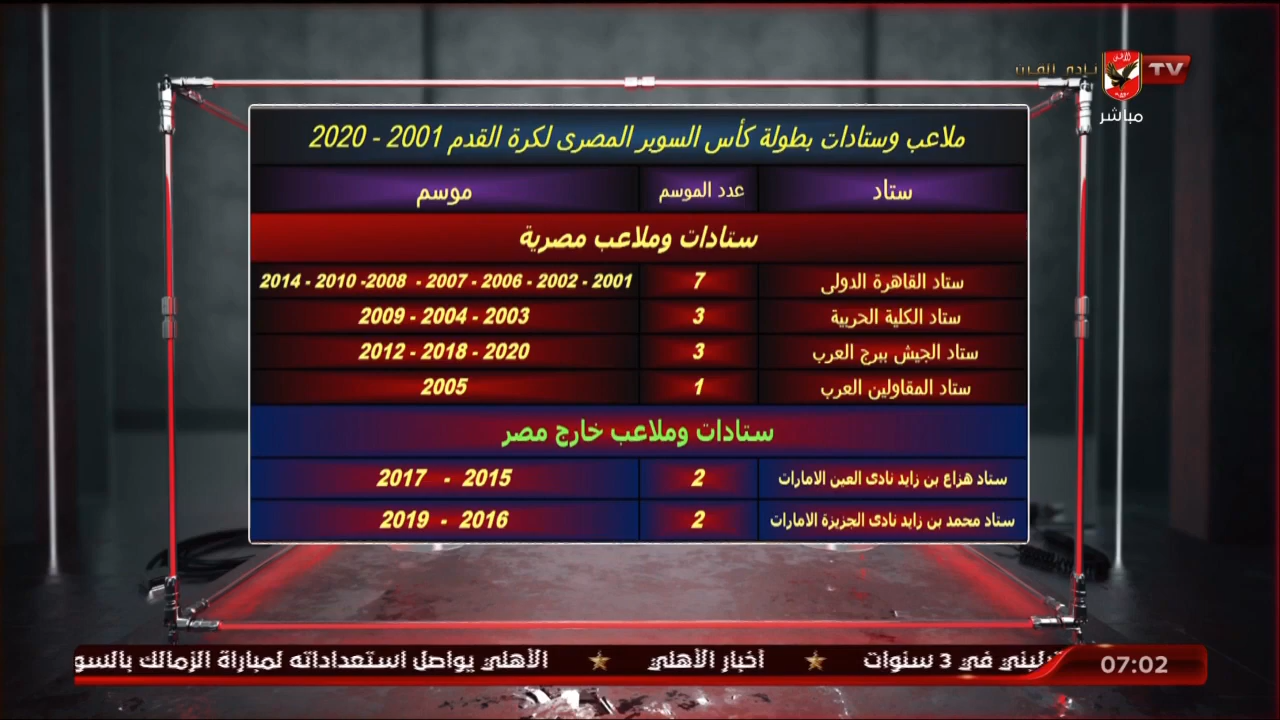 نادي القرن
TV
مباشر
ملاعب وستادات بطولة كأس السوبر المصرى لكرة القدم 2001 - 2020
ستاد عدد الموسم موسم
ستادات وملاعب مصرية
ستاد القاهرة الدولى 7 2001 - 2002 - 2006 - 2007 - 2008- 2010 - 2014
ستاد الكلية الحربية 3 2003 - 2004 - 2009
ستاد الجيش ببرج العرب 3 2020 - 2018 - 2012
ستاد المقاولين العرب 1 2005
ستادات وملاعب خارج مصر
ستاد هزاع بن زايد نادى العين الامارات 2 2015 - 2017
ستاد محمد بن زايد نادى الجزيرة الامارات 2 2016 - 2019
في 3 سنوات ★ أخبار الأهلي ★ الأهلي يواصل استعداداته لمباراة الزمالك بالسو
07:02